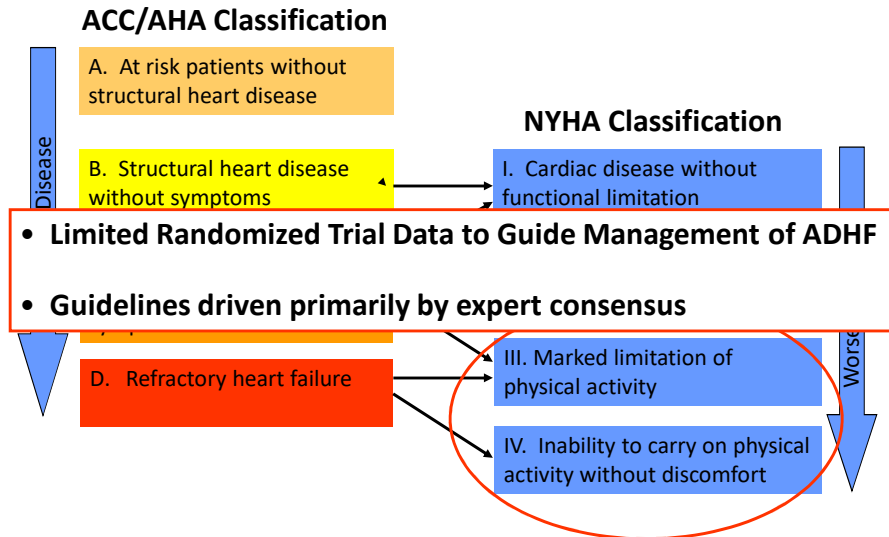 ACC/AHA Classification
A. At risk patients without
structural heart disease
NYHA Classification
Disease
B. Structural heart disease
without symptoms
I. Cardiac disease without
functional limitation
• Limited Randomized Trial Data to Guide Management of ADHF
• Guidelines driven primarily by expert consensus
D. Refractory heart failure
III. Marked limitation of
physical activity
IV. Inability to carry on physical
activity without discomfort